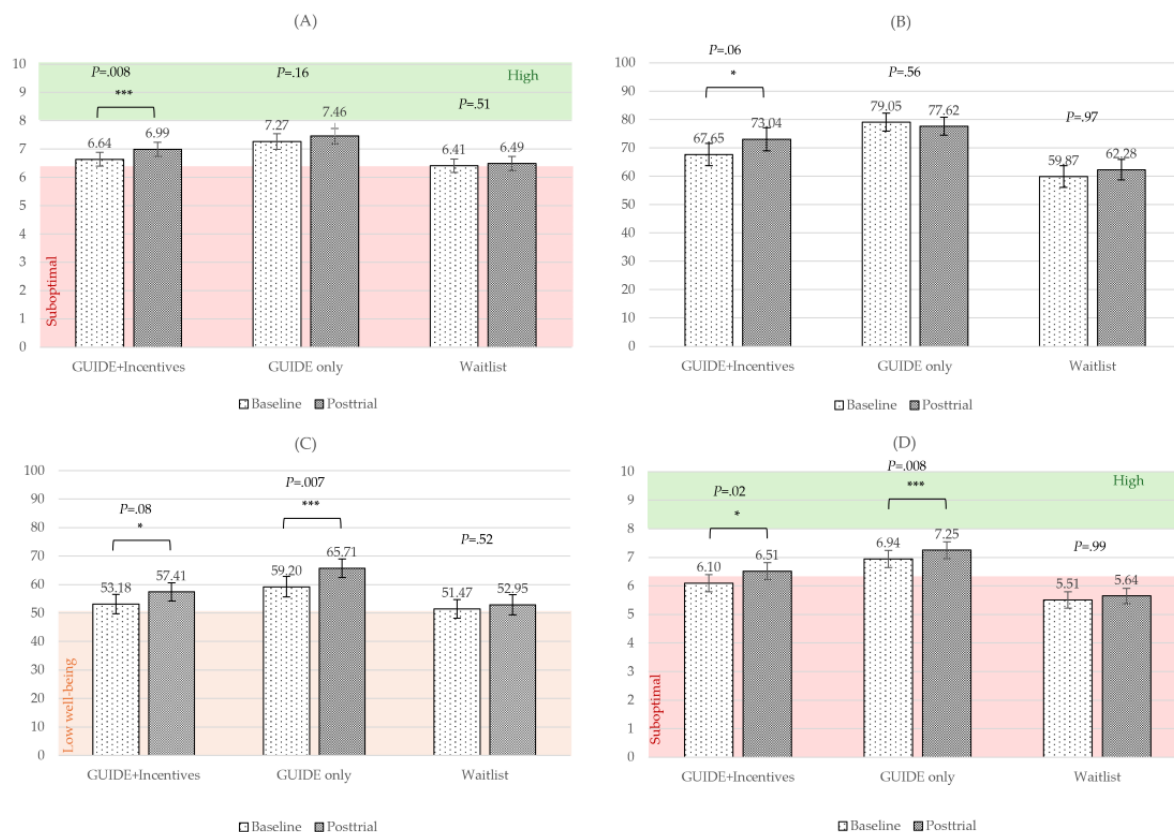 (A)
10
9
8
7
6
5
4
3
2
1
0
High
Suboptimal
P=.008
***
P=.16
P=.51
6.64
6.99
7.27
7.46
6.41
6.49
GUIDE+Incentives
GUIDE only
Waitlist
Baseline
Posttrial
(B)
100
90
80
70
60
50
40
30
20
10
0
P=.06
*
P=.56
P=.97
67.65
73.04
79.05
77.62
59.87
62.28
GUIDE+Incentives
GUIDE only
Waitlist
Baseline
Posttrial
(C)
100
90
80
70
60
50
40
30
20
10
0
Low well-being
P=.08
*
P=.007
***
P=.52
53.18
57.41
59.20
65.71
51.47
52.95
GUIDE+Incentives
GUIDE only
Waitlist
Baseline
Posttrial
(D)
10
9
8
7
6
5
4
3
2
1
0
High
Suboptimal
P=.02
*
P=.008
***
P=.99
6.10
6.51
6.94
7.25
5.51
5.64
GUIDE+Incentives
GUIDE only
Waitlist
Baseline
Posttrial